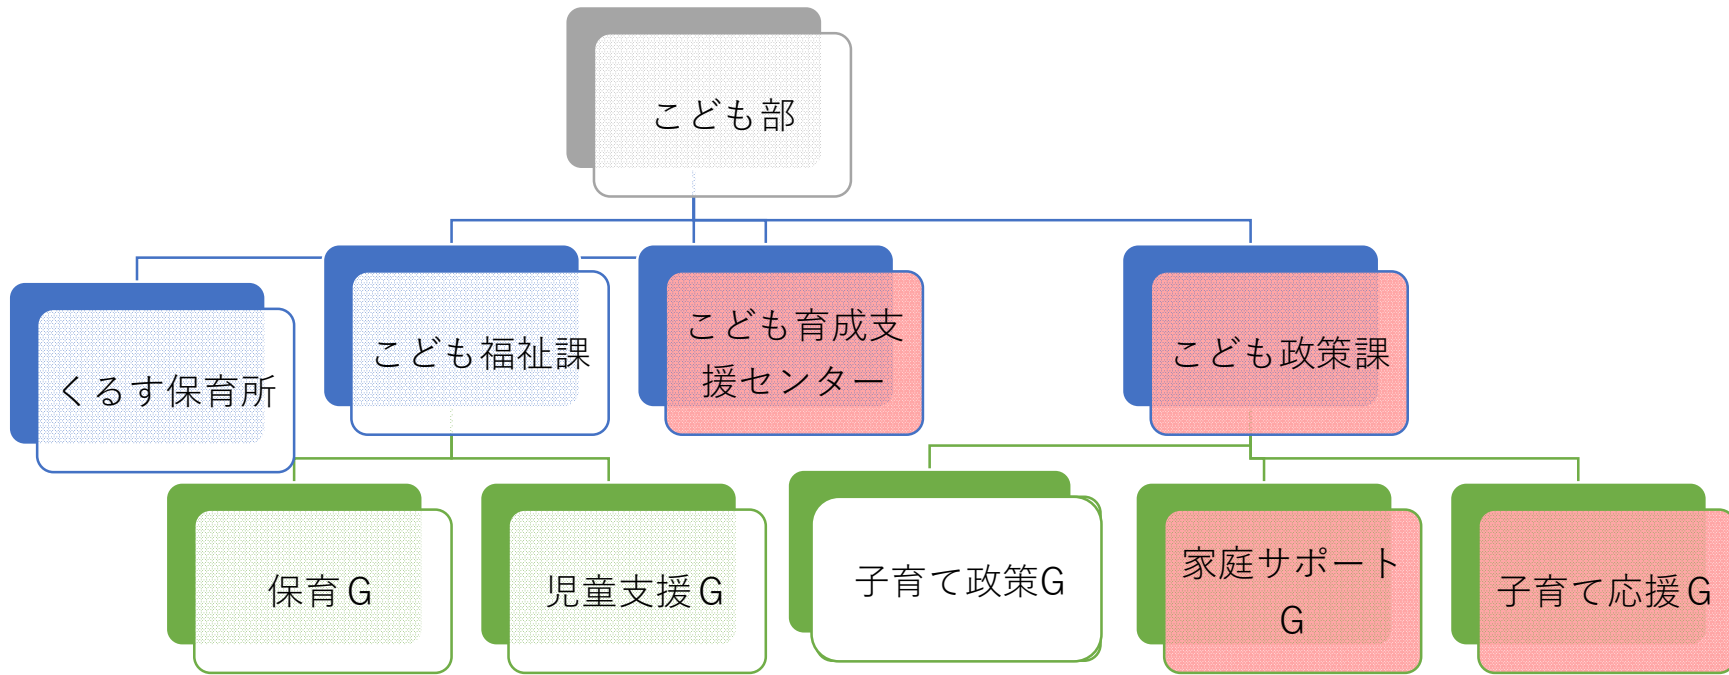 こども部
くるす保育所
こども福祉課
こども育成支
援センター
こども政策課
保育G
児童支援G
子育て政策G
家庭サポート
G
子育て応援G